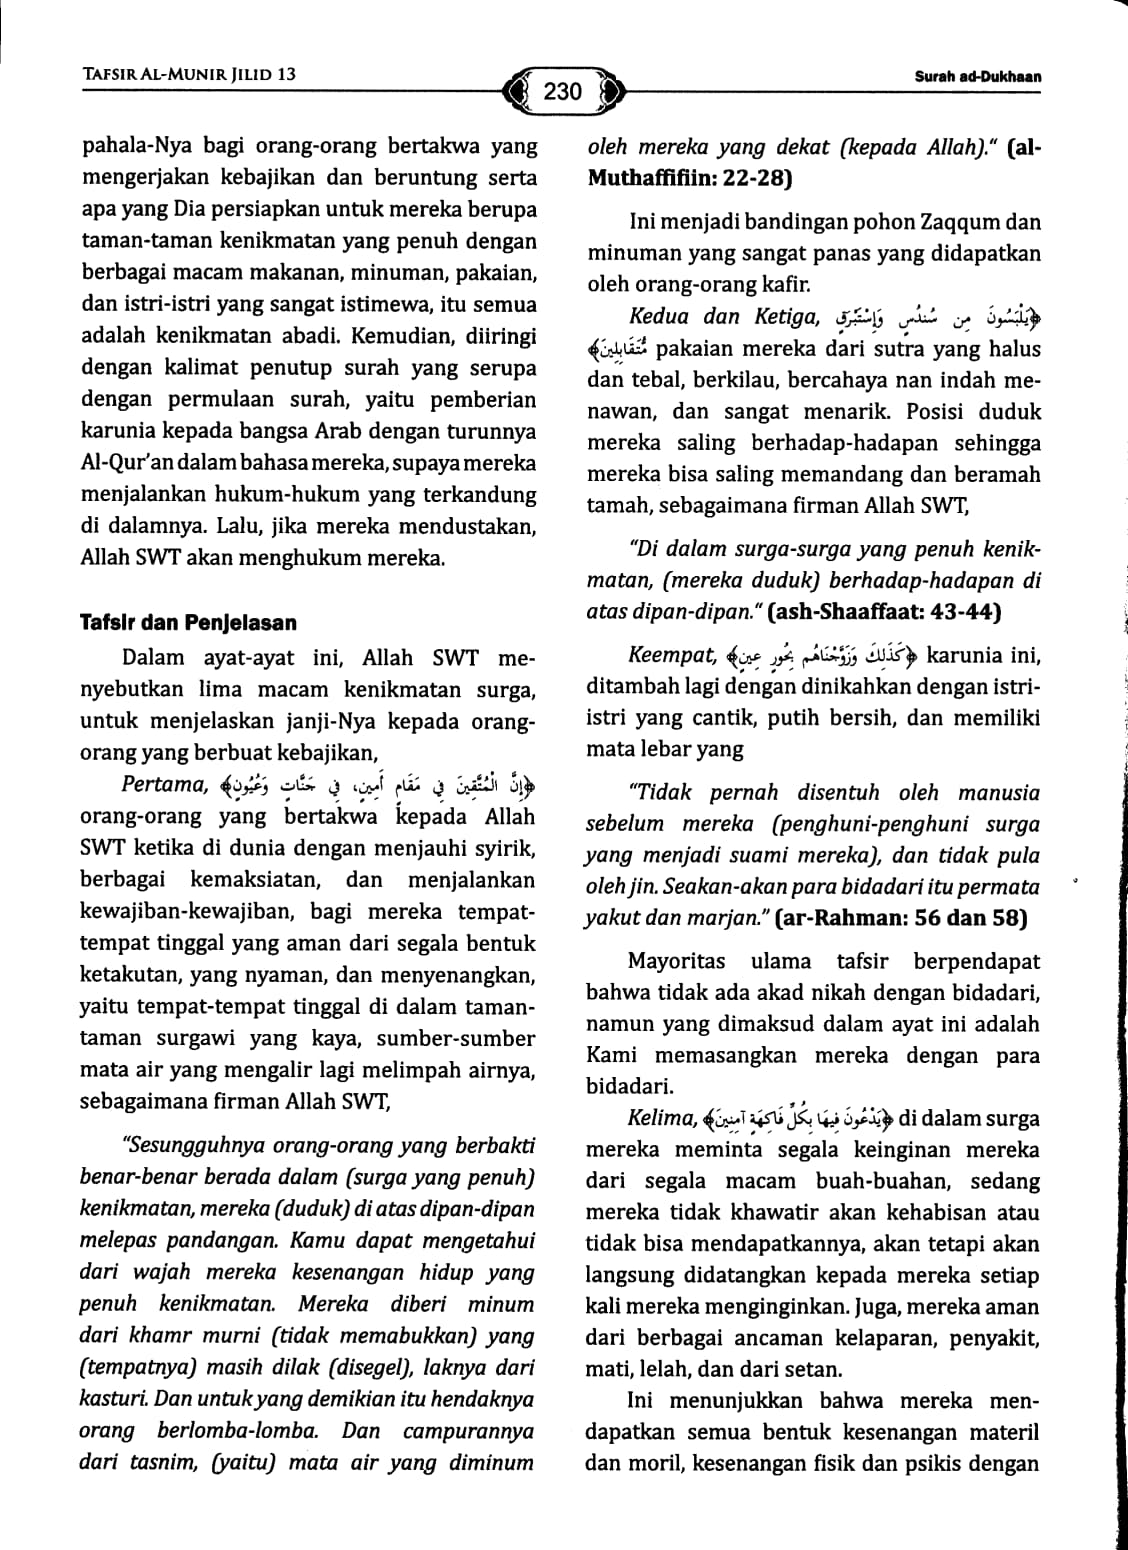 TAFSIR AL-MUNIR JILID 13
230
Surah ad-Dukhaan
pahala-Nya bagi orang-orang bertakwa yang
mengerjakan kebajikan dan beruntung serta
apa yang Dia persiapkan untuk mereka berupa
taman-taman kenikmatan yang penuh dengan
berbagai macam makanan, minuman, pakaian,
dan istri-istri yang sangat istimewa, itu semua
adalah kenikmatan abadi. Kemudian, diiringi
dengan kalimat penutup surah yang serupa
dengan permulaan surah, yaitu pemberian
karunia kepada bangsa Arab dengan turunnya
Al-Qur’an dalam bahasa mereka, supaya mereka
menjalankan hukum-hukum yang terkandung
di dalamnya. Lalu, jika mereka mendustakan,
Allah SWT akan menghukum mereka.
Tafsir dan Penjelasan
Dalam ayat-ayat ini, Allah SWT me-
nyebutkan lima macam kenikmatan surga,
untuk menjelaskan janji-Nya kepada orang-
orang yang berbuat kebajikan,
Pertama, ﴿إِنَّ الْمُتَّقِينَ فِي مَقَامٍ أَمِينٍ، فِي جَنَّاتٍ وَعُيُونٍ﴾
orang-orang yang bertakwa kepada Allah
SWT ketika di dunia dengan menjauhi syirik,
berbagai kemaksiatan, dan menjalankan
kewajiban-kewajiban, bagi mereka tempat-
tempat tinggal yang aman dari segala bentuk
ketakutan, yang nyaman, dan menyenangkan,
yaitu tempat-tempat tinggal di dalam taman-
taman surgawi yang kaya, sumber-sumber
mata air yang mengalir lagi melimpah airnya,
sebagaimana firman Allah SWT,
“Sesungguhnya orang-orang yang berbakti
benar-benar berada dalam (surga yang penuh)
kenikmatan, mereka (duduk) di atas dipan-dipan
melepas pandangan. Kamu dapat mengetahui
dari wajah mereka kesenangan hidup yang
penuh kenikmatan. Mereka diberi minum
dari khamr murni (tidak memabukkan) yang
(tempatnya) masih dilak (disegel), laknya dari
kasturi. Dan untuk yang demikian itu hendaknya
orang berlomba-lomba. Dan campurannya
dari tasnim, (yaitu) mata air yang diminum
oleh mereka yang dekat (kepada Allah).“ (al-
Muthaffifiin: 22-28)
Ini menjadi bandingan pohon Zaqqum dan
minuman yang sangat panas yang didapatkan
oleh orang-orang kafir.
Kedua dan Ketiga, ﴿يَلْبَسُونَ مِن سُندُسٍ وَإِسْتَبْرَقٍ
مُّتَقَابِلِينَ﴾ pakaian mereka dari sutra yang halus
dan tebal, berkilau, bercahaya nan indah me-
nawan, dan sangat menarik. Posisi duduk
mereka saling berhadap-hadapan sehingga
mereka bisa saling memandang dan beramah
tamah, sebagaimana firman Allah SWT,
“Di dalam surga-surga yang penuh kenik-
matan, (mereka duduk) berhadap-hadapan di
atas dipan-dipan.“ (ash-Shaaffaat: 43-44)
Keempat, ﴿كَذَلِكَ وَزَوَّجْنَاهُم بِحُورٍ عِينٍ﴾ karunia ini,
ditambah lagi dengan dinikahkan dengan istri-
istri yang cantik, putih bersih, dan memiliki
mata lebar yang
“Tidak pernah disentuh oleh manusia
sebelum mereka (penghuni-penghuni surga
yang menjadi suami mereka), dan tidak pula
oleh jin. Seakan-akan para bidadari itu permata
yakut dan marjan.” (ar-Rahman: 56 dan 58)
Mayoritas ulama tafsir berpendapat
bahwa tidak ada akad nikah dengan bidadari,
namun yang dimaksud dalam ayat ini adalah
Kami memasangkan mereka dengan para
bidadari.
Kelima, ﴿يَدْعُونَ فِيهَا بِكُلِّ فَاكِهَةٍ آمِنِينَ﴾ di dalam surga
mereka meminta segala keinginan mereka
dari segala macam buah-buahan, sedang
mereka tidak khawatir akan kehabisan atau
tidak bisa mendapatkannya, akan tetapi akan
langsung didatangkan kepada mereka setiap
kali mereka menginginkan. Juga, mereka aman
dari berbagai ancaman kelaparan, penyakit,
mati, lelah, dan dari setan.
Ini menunjukkan bahwa mereka men-
dapatkan semua bentuk kesenangan materil
dan moril, kesenangan fisik dan psikis dengan